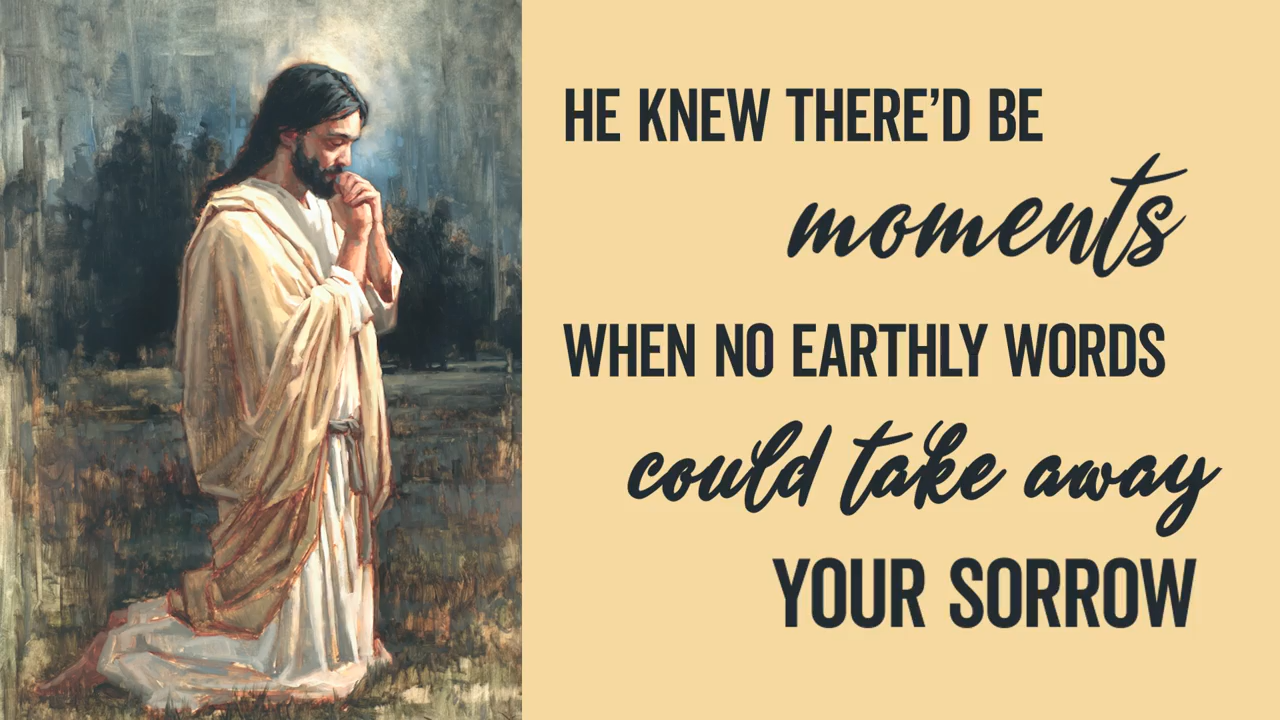 HE KNEW THERE’D BE
moments
WHEN NO EARTHLY WORDS
could take away
YOUR SORROW